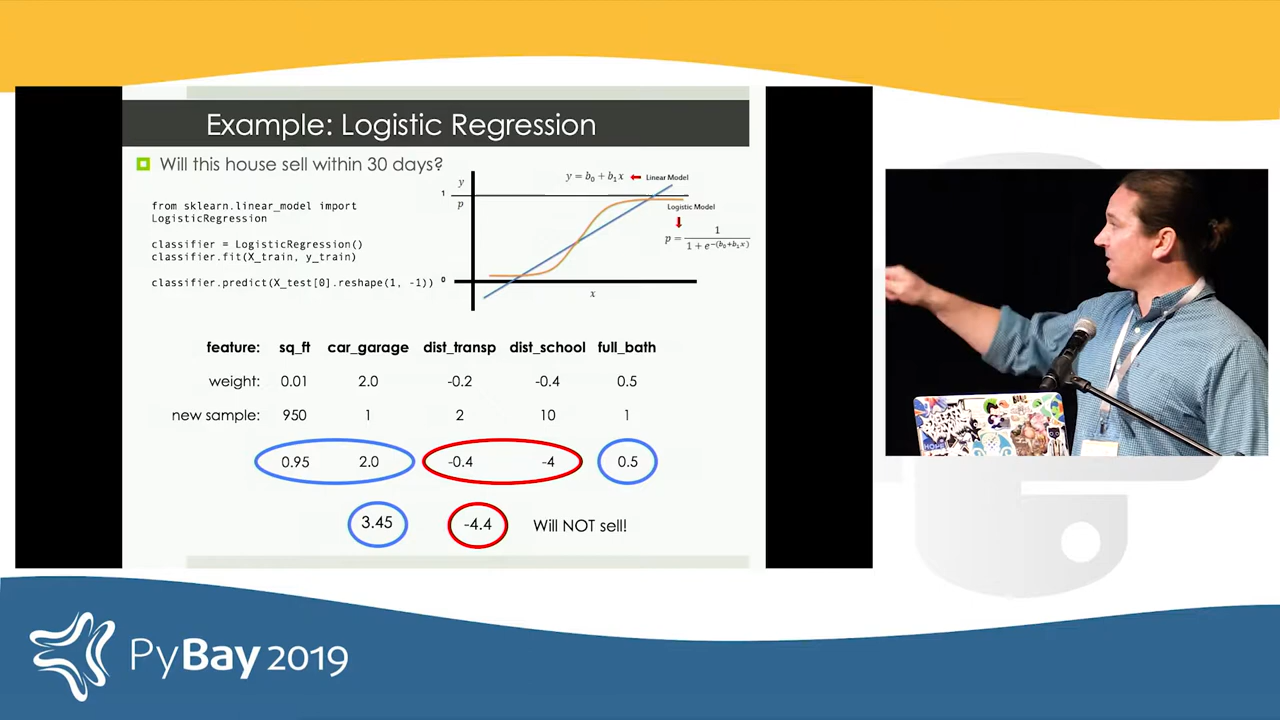 Example: Logistic Regression
Will this house sell within 30 days?
from sklearn.linear_model import
LogisticRegression
classifier = LogisticRegression()
classifier.fit(X_train, y_train)
classifier.predict(X_test[0].reshape(1, -1))
y
1
p
0
x
y = b₀ + b₁x
Linear Model
Logistic Model
p = 1 / 1 + e^-(b₀+b₁x)
feature: sq_ft car_garage dist_transp dist_school full_bath
weight: 0.01 2.0 -0.2 -0.4 0.5
new sample: 950 1 2 10 1
0.95 2.0 -0.4 -4 0.5
3.45 -4.4 Will NOT sell!
PyBay 2019